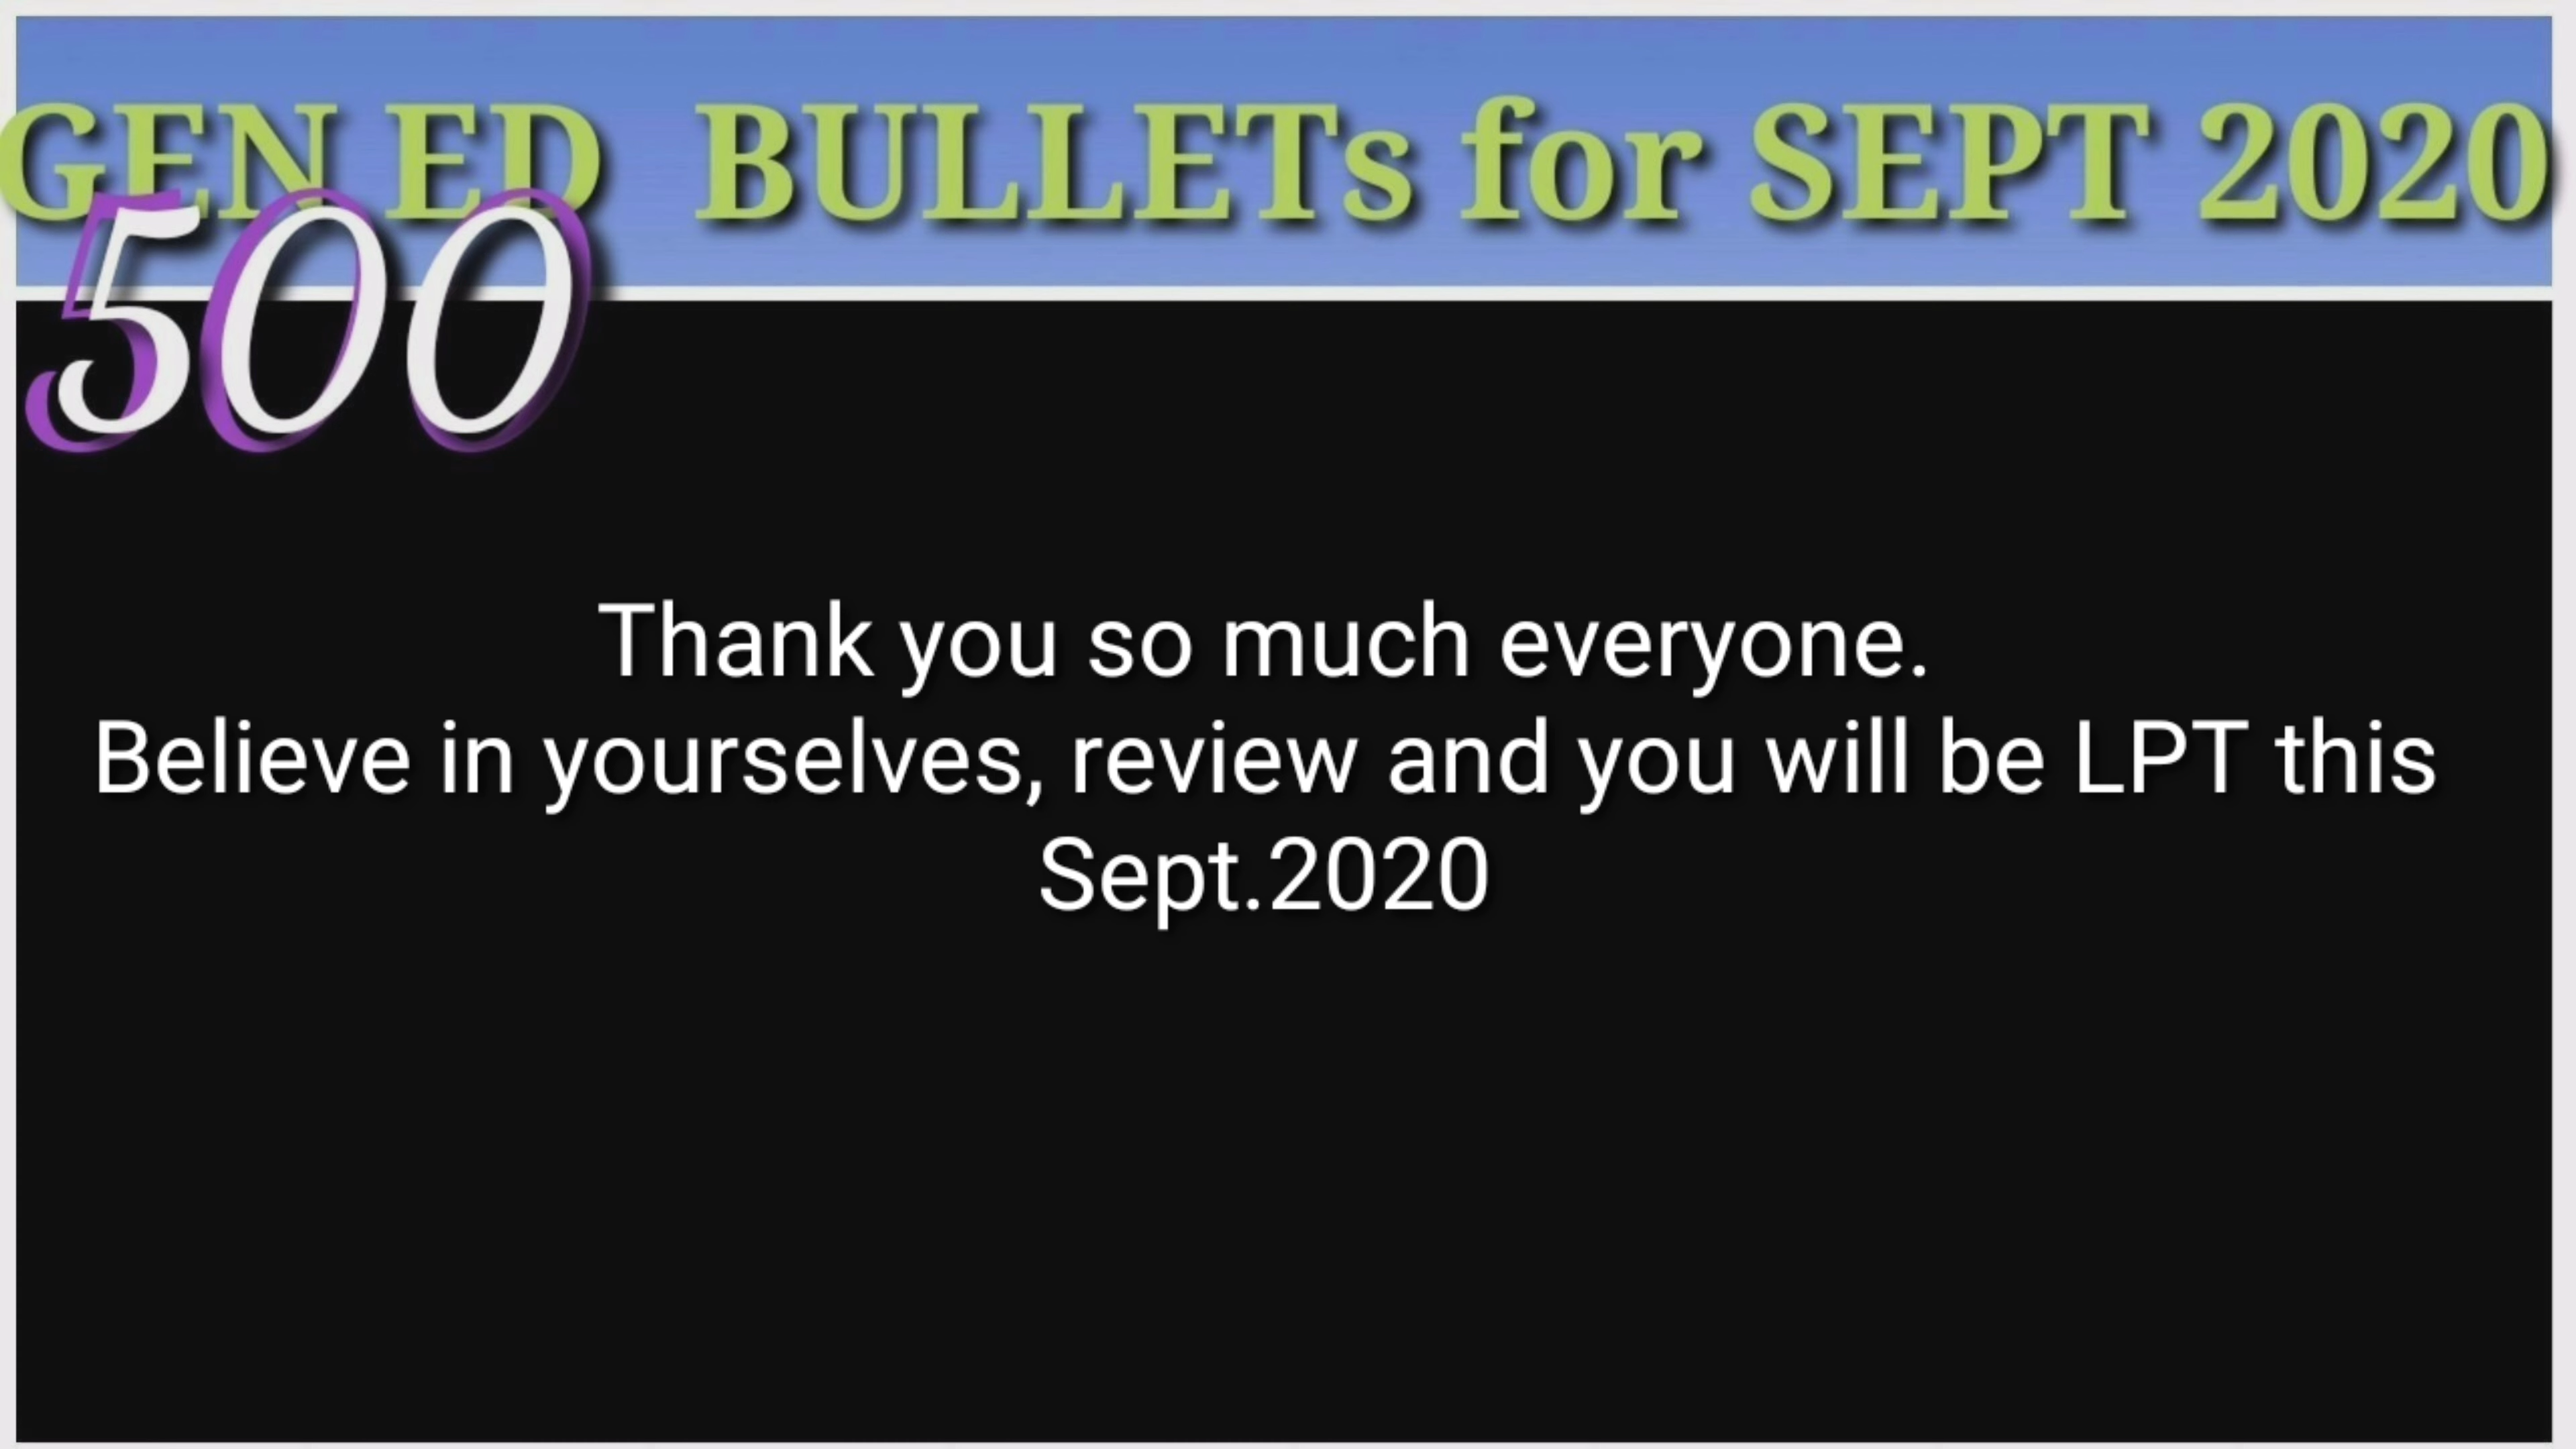 GEN ED BULLETs for SEPT 2020
500
Thank you so much everyone.
Believe in yourselves, review and you will be LPT this
Sept.2020